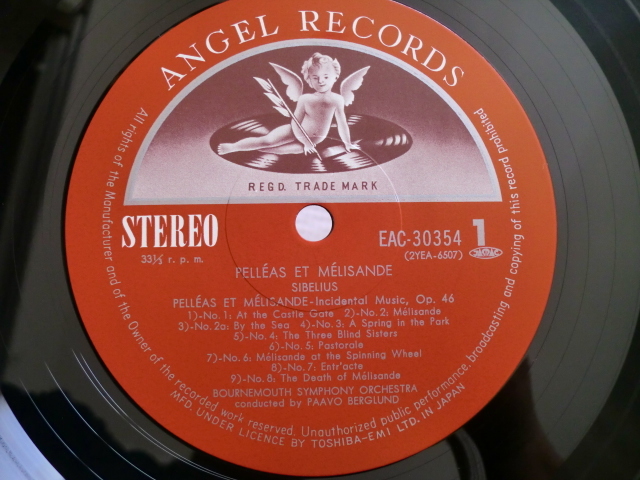 ANGEL RECORDS
REGD. TRADE MARK
STEREO
33⅓ r. p. m.
EAC-30354 1
(2YEA-6507)
PELLÉAS ET MÉLISANDE
SIBELIUS
PELLÉAS ET MÉLISANDE-Incidental Music, Op. 46
1)-No. 1: At the Castle Gate 2)-No. 2: Mélisande
3)-No. 2a: By the Sea 4)-No. 3: A Spring in the Park
5)-No. 4: The Three Blind Sisters
6)-No. 5: Pastorale
7)-No. 6: Mélisande at the Spinning Wheel
8)-No. 7: Entr'acte
9)-No. 8: The Death of Mélisande
BOURNEMOUTH SYMPHONY ORCHESTRA
conducted by PAAVO BERGLUND
All rights of the Manufacturer and of the Owner of the recorded work reserved. Unauthorized public performance, broadcasting and copying of this record prohibited
MFD. UNDER LICENCE BY TOSHIBA-EMI LTD. IN JAPAN